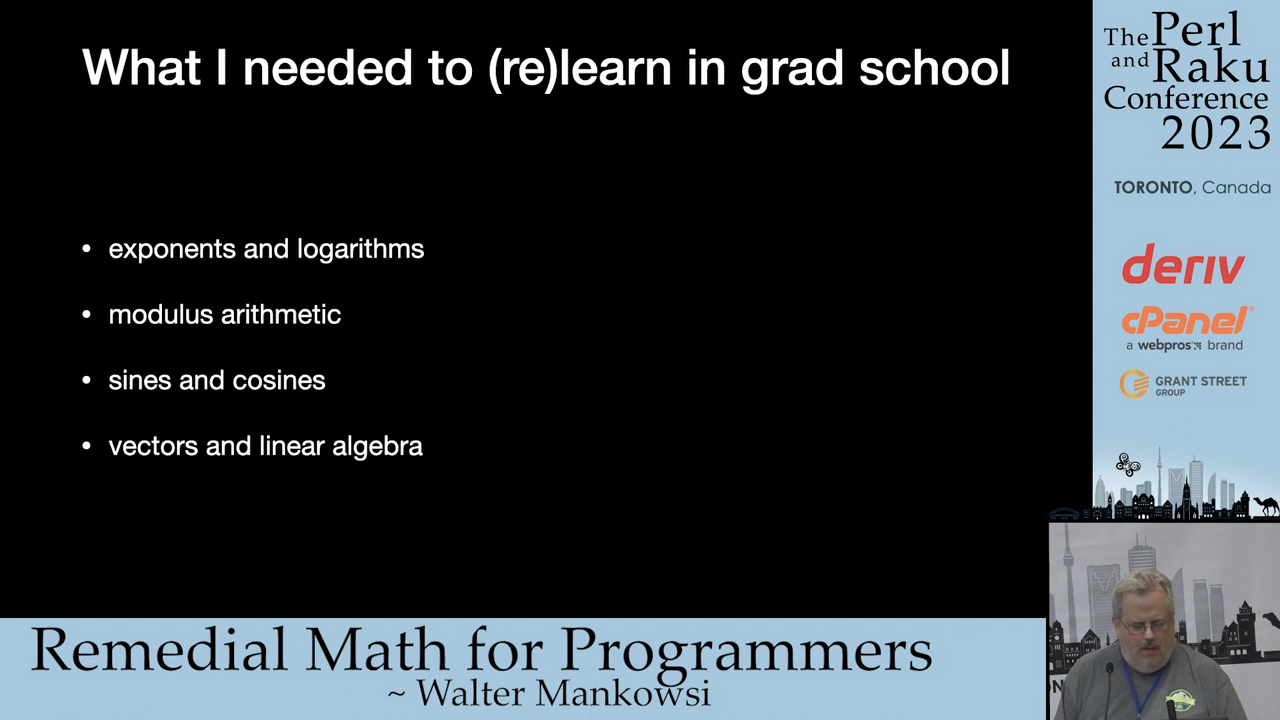 What I needed to (re)learn in grad school
• exponents and logarithms
• modulus arithmetic
• sines and cosines
• vectors and linear algebra
The Perl
and Raku
Conference
2023
TORONTO, Canada
deriv
cPanel®
a webpros brand
GRANT STREET
GROUP
Remedial Math for Programmers
~ Walter Mankowsi